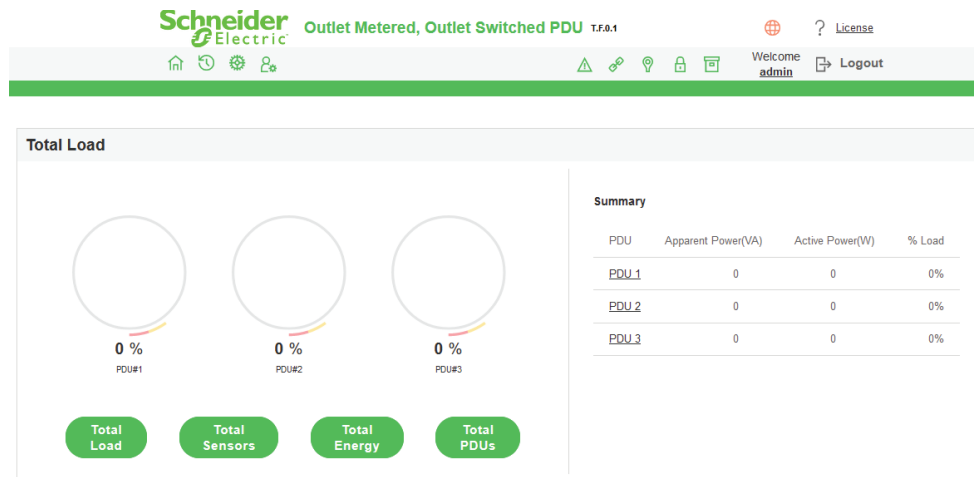 Schneider Electric Outlet Metered, Outlet Switched PDU T.F.0.1 ? License
Welcome admin Logout
Total Load
Summary
PDU Apparent Power(VA) Active Power(W) % Load
PDU 1 0 0 0%
PDU 2 0 0 0%
PDU 3 0 0 0%
0 % 0 % 0 %
PDU#1 PDU#2 PDU#3
Total Load Total Sensors Total Energy Total PDUs